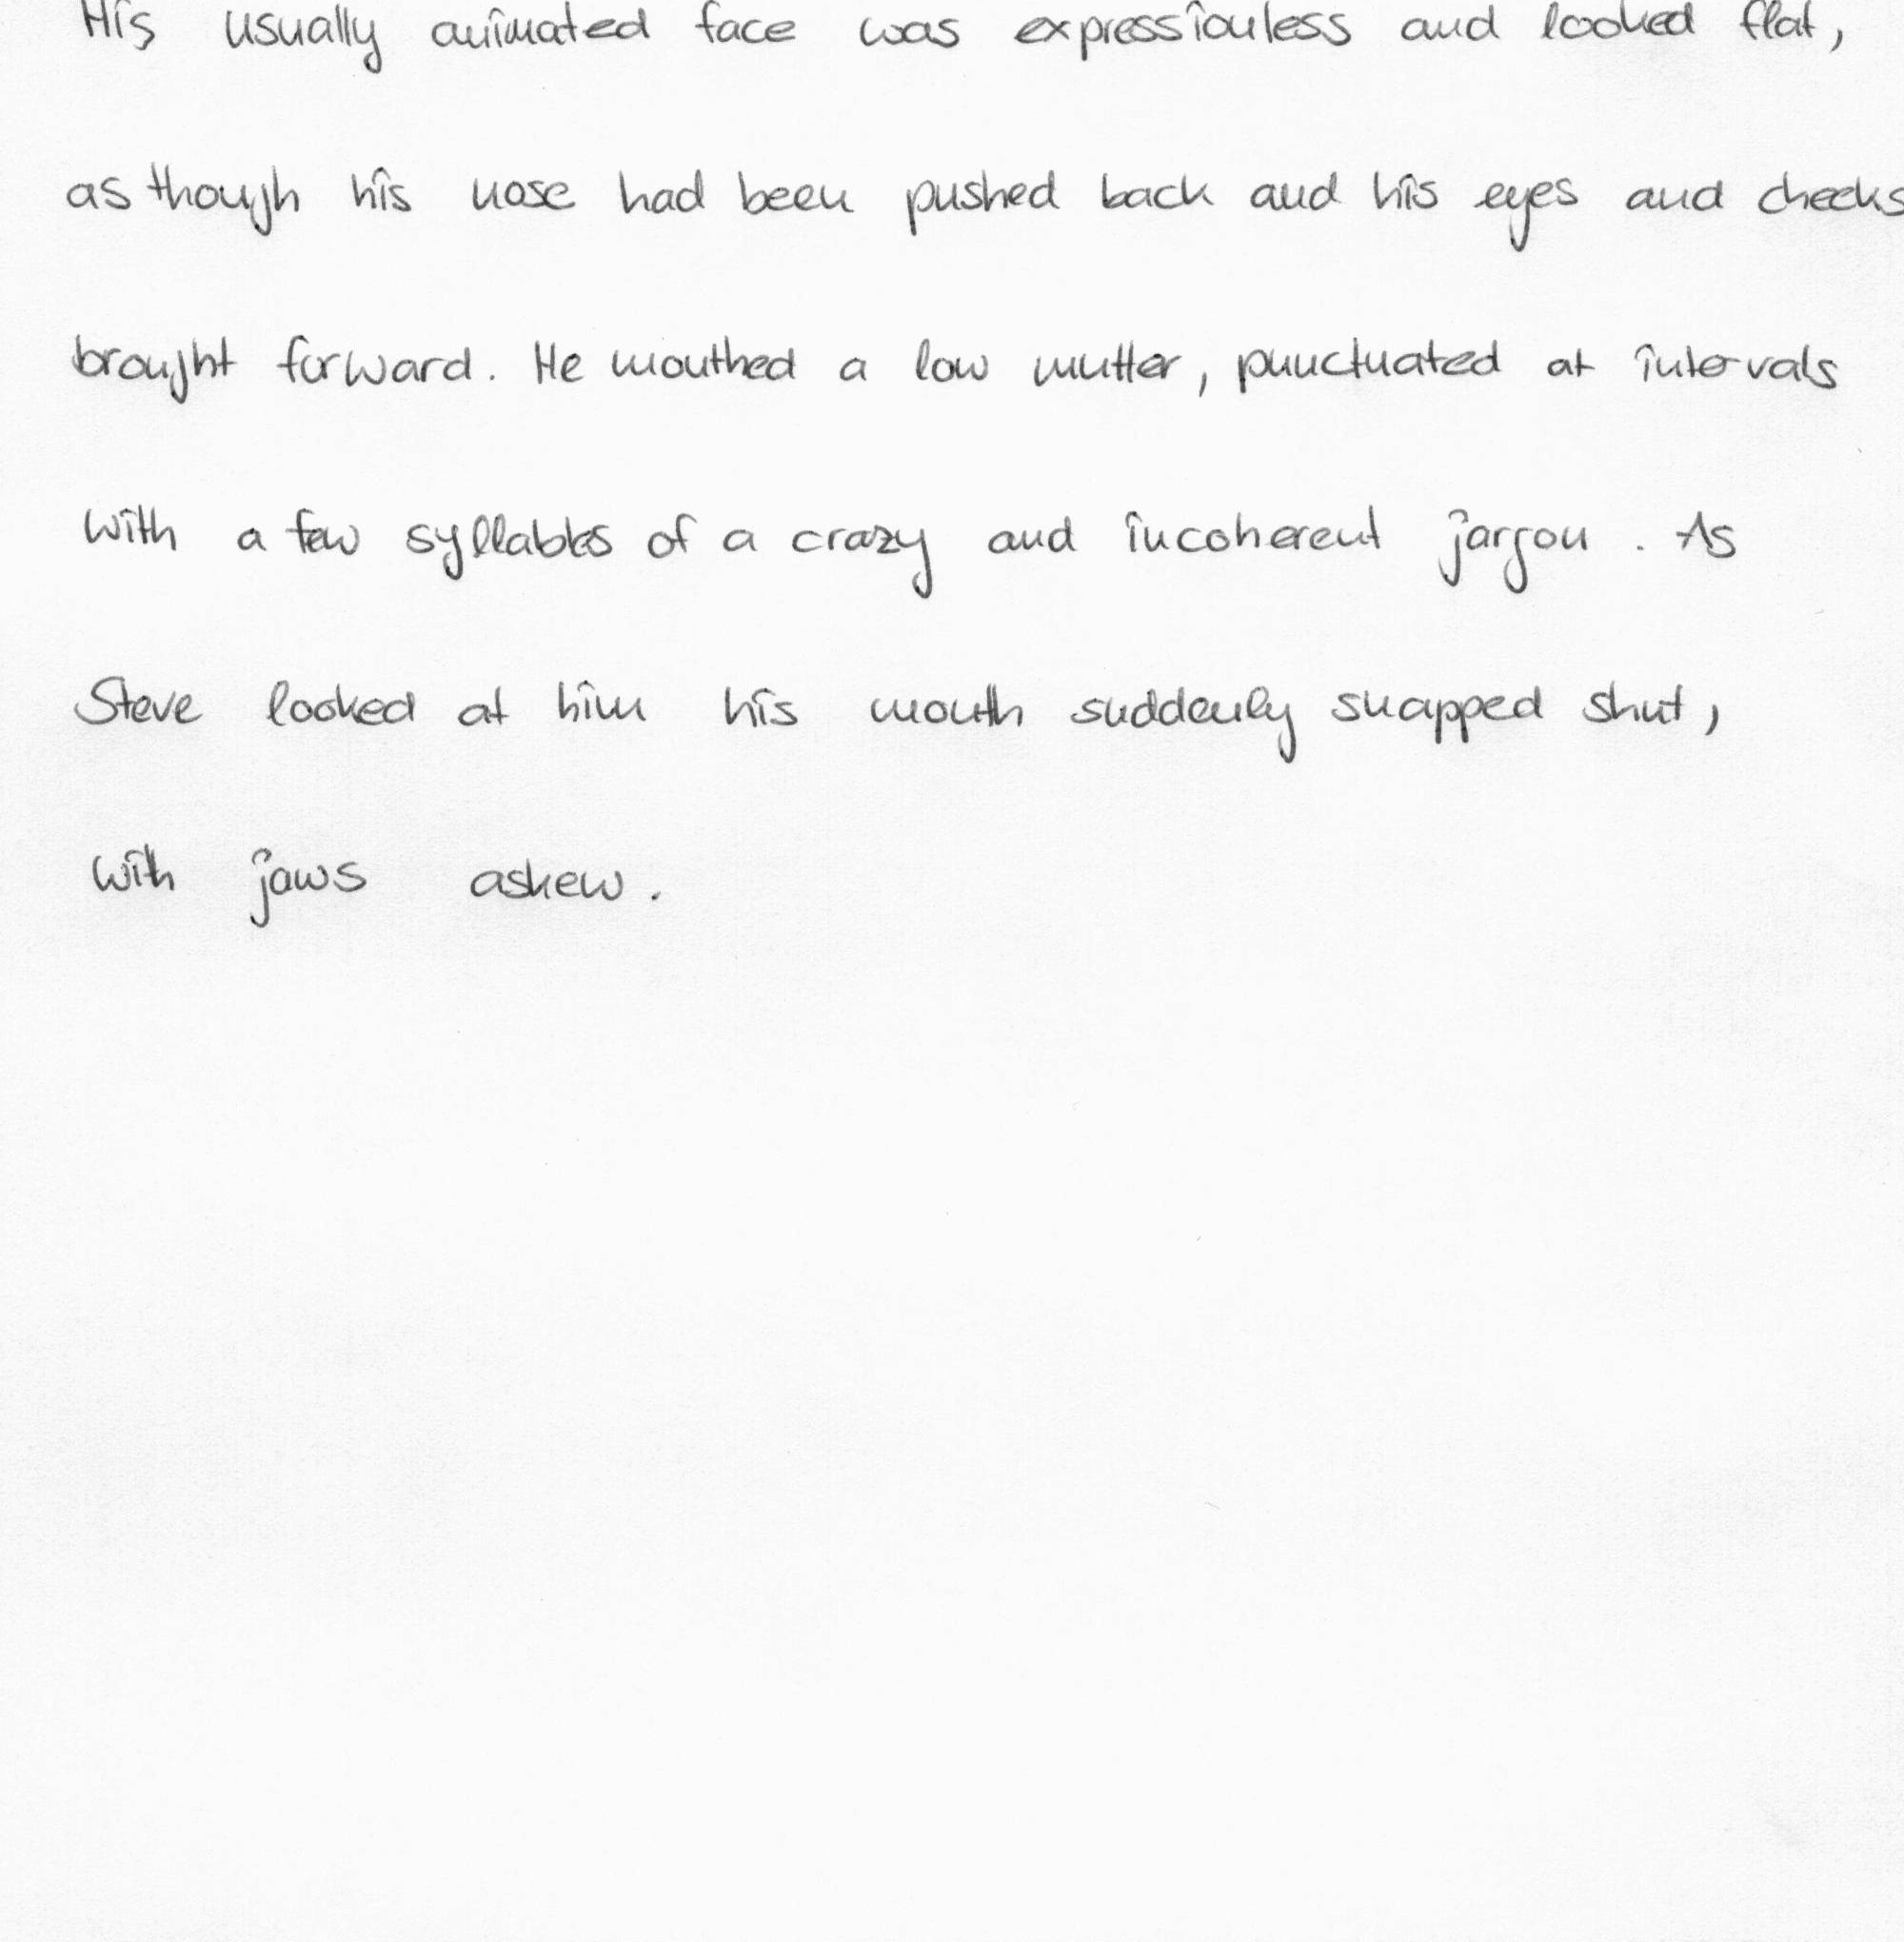 His usually animated face was expressionless and looked flat,
as though his nose had been pushed back and his eyes and cheeks
brought forward. He mouthed a low mutter, punctuated at intervals
with a few syllables of a crazy and incoherent jargon. As
Steve looked at him his mouth suddenly snapped shut,
with jaws askew.